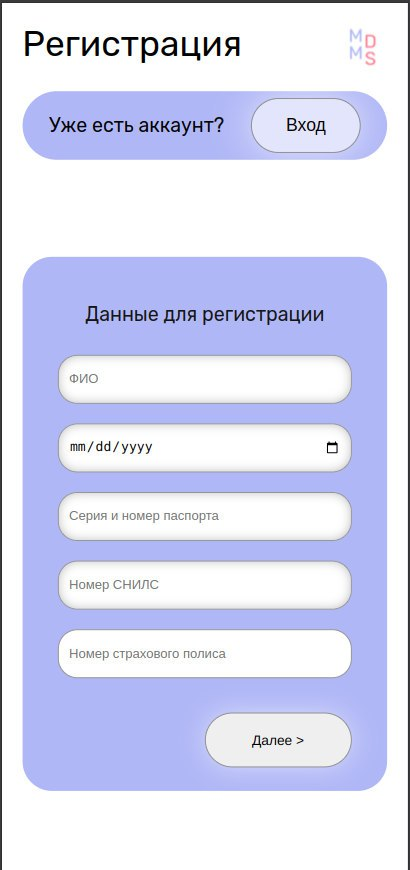 Регистрация
M D
M S
Уже есть аккаунт?
Вход
Данные для регистрации
ФИО
mm/dd/yyyy
Серия и номер паспорта
Номер СНИЛС
Номер страхового полиса
Далее >